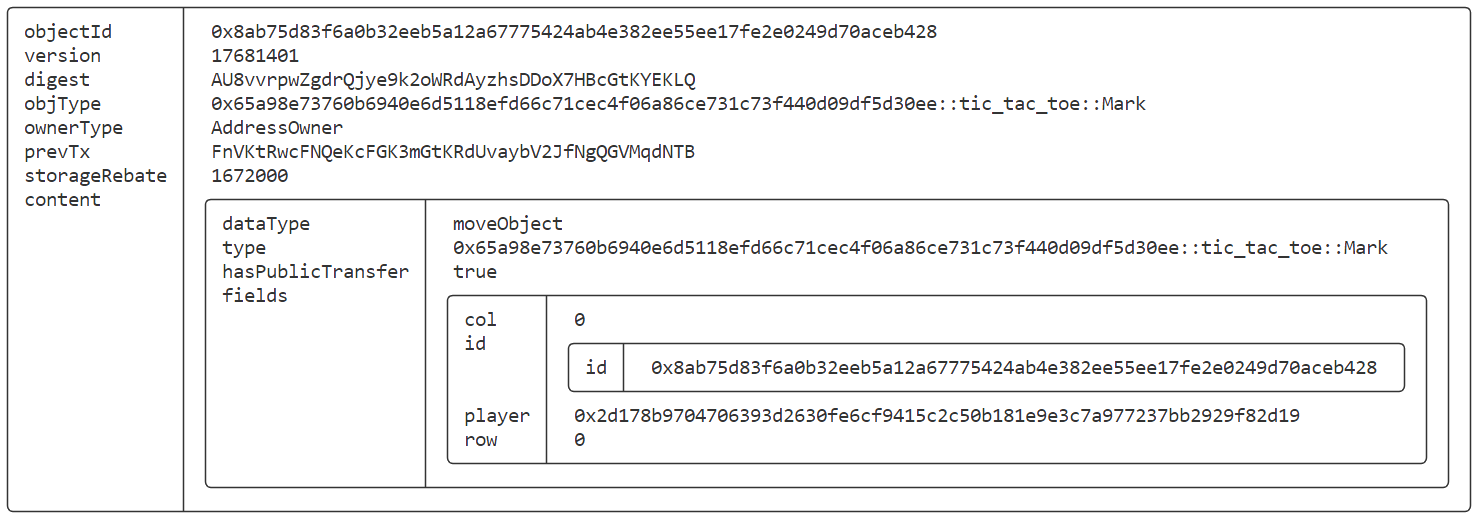 objectId 0x8ab75d83f6a0b32eeb5a12a67775424ab4e382ee55ee17fe2e0249d70aceb428
version 17681401
digest AU8vvrpwZgdrQjye9k2oWRdAyzhsDDoX7HBcGtKYEKLQ
objType 0x65a98e73760b6940e6d5118efd66c71cec4f06a86ce731c73f440d09df5d30ee::tic_tac_toe::Mark
ownerType AddressOwner
prevTx FnVKtRwcFNQeKcFGK3mGtKRdUvaybV2JfNgQGVMqdNTB
storageRebate 1672000
content
dataType moveObject
type 0x65a98e73760b6940e6d5118efd66c71cec4f06a86ce731c73f440d09df5d30ee::tic_tac_toe::Mark
hasPublicTransfer true
fields
col 0
id
id 0x8ab75d83f6a0b32eeb5a12a67775424ab4e382ee55ee17fe2e0249d70aceb428
player 0x2d178b9704706393d2630fe6cf9415c2c50b181e9e3c7a977237bb2929f82d19
row 0